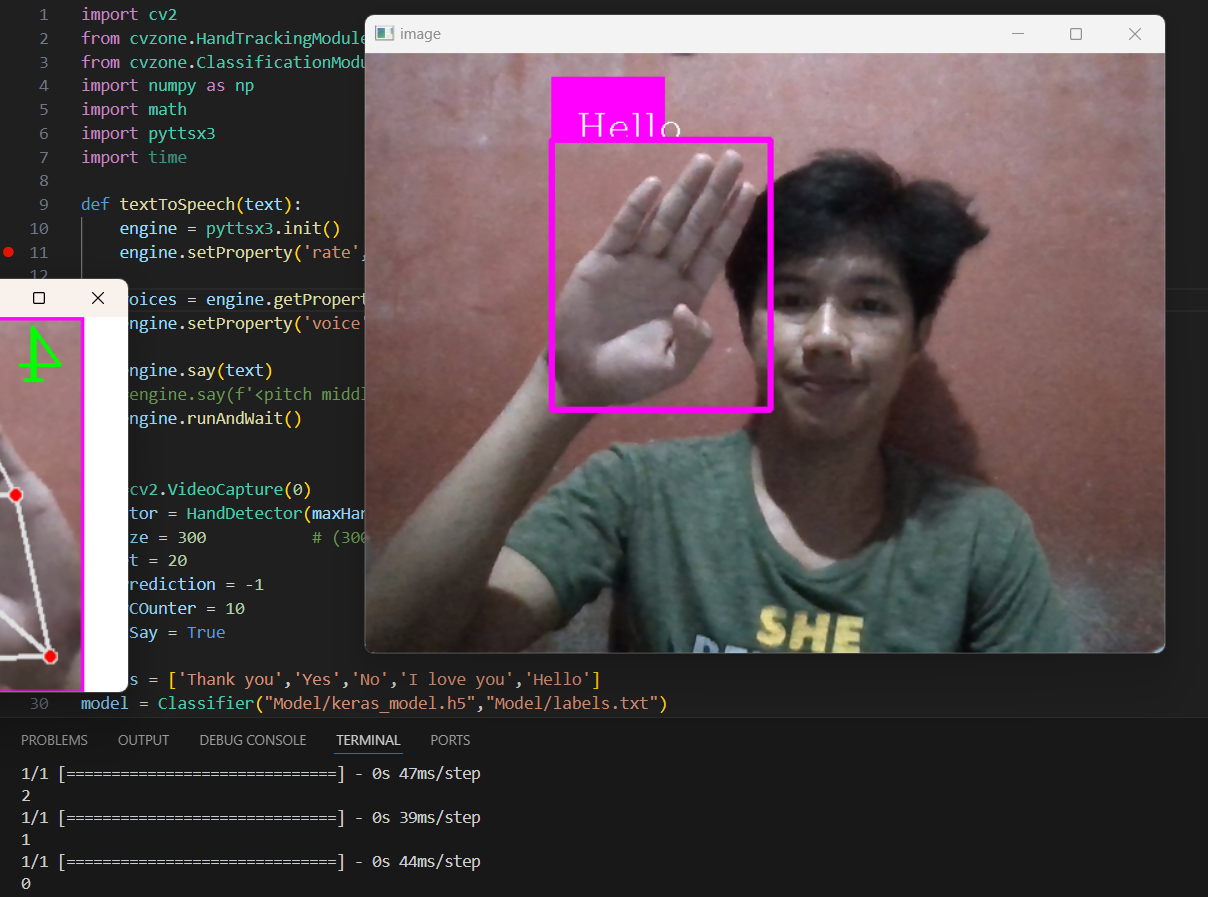 1 import cv2
2 from cvzone.HandTrackingModule
3 from cvzone.ClassificationModu
4 import numpy as np
5 import math
6 import pyttsx3
7 import time
8
9 def textToSpeech(text):
10 engine = pyttsx3.init()
11 engine.setProperty('rate',
12
oices = engine.getPropert
ngine.setProperty('voice'
ngine.say(text)
engine.say(f'<pitch middl
ngine.runAndWait()
cv2.VideoCapture(0)
tor = HandDetector(maxHan
ze = 300 # (300
t = 20
rediction = -1
COunter = 10
Say = True
s = ['Thank you','Yes','No','I love you','Hello']
30 model = Classifier("Model/keras_model.h5","Model/labels.txt")
image
Hello
SHE
4
PROBLEMS OUTPUT DEBUG CONSOLE TERMINAL PORTS
1/1 [==============================] - 0s 47ms/step
2
1/1 [==============================] - 0s 39ms/step
1
1/1 [==============================] - 0s 44ms/step
0